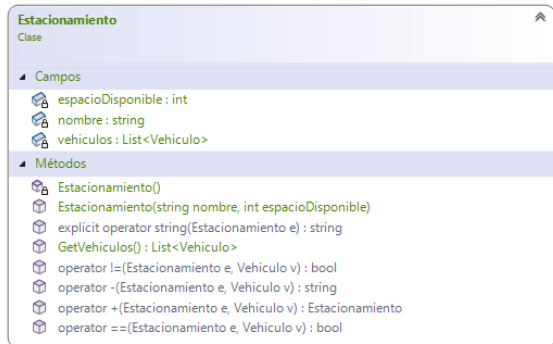 Estacionamiento
Clase
Campos
espacioDisponible : int
nombre : string
vehiculos : List<Vehiculo>
Métodos
Estacionamiento()
Estacionamiento(string nombre, int espacioDisponible)
explicit operator string(Estacionamiento e) : string
GetVehiculos() : List<Vehiculo>
operator !=(Estacionamiento e, Vehiculo v) : bool
operator -(Estacionamiento e, Vehiculo v) : string
operator +(Estacionamiento e, Vehiculo v) : Estacionamiento
operator ==(Estacionamiento e, Vehiculo v) : bool